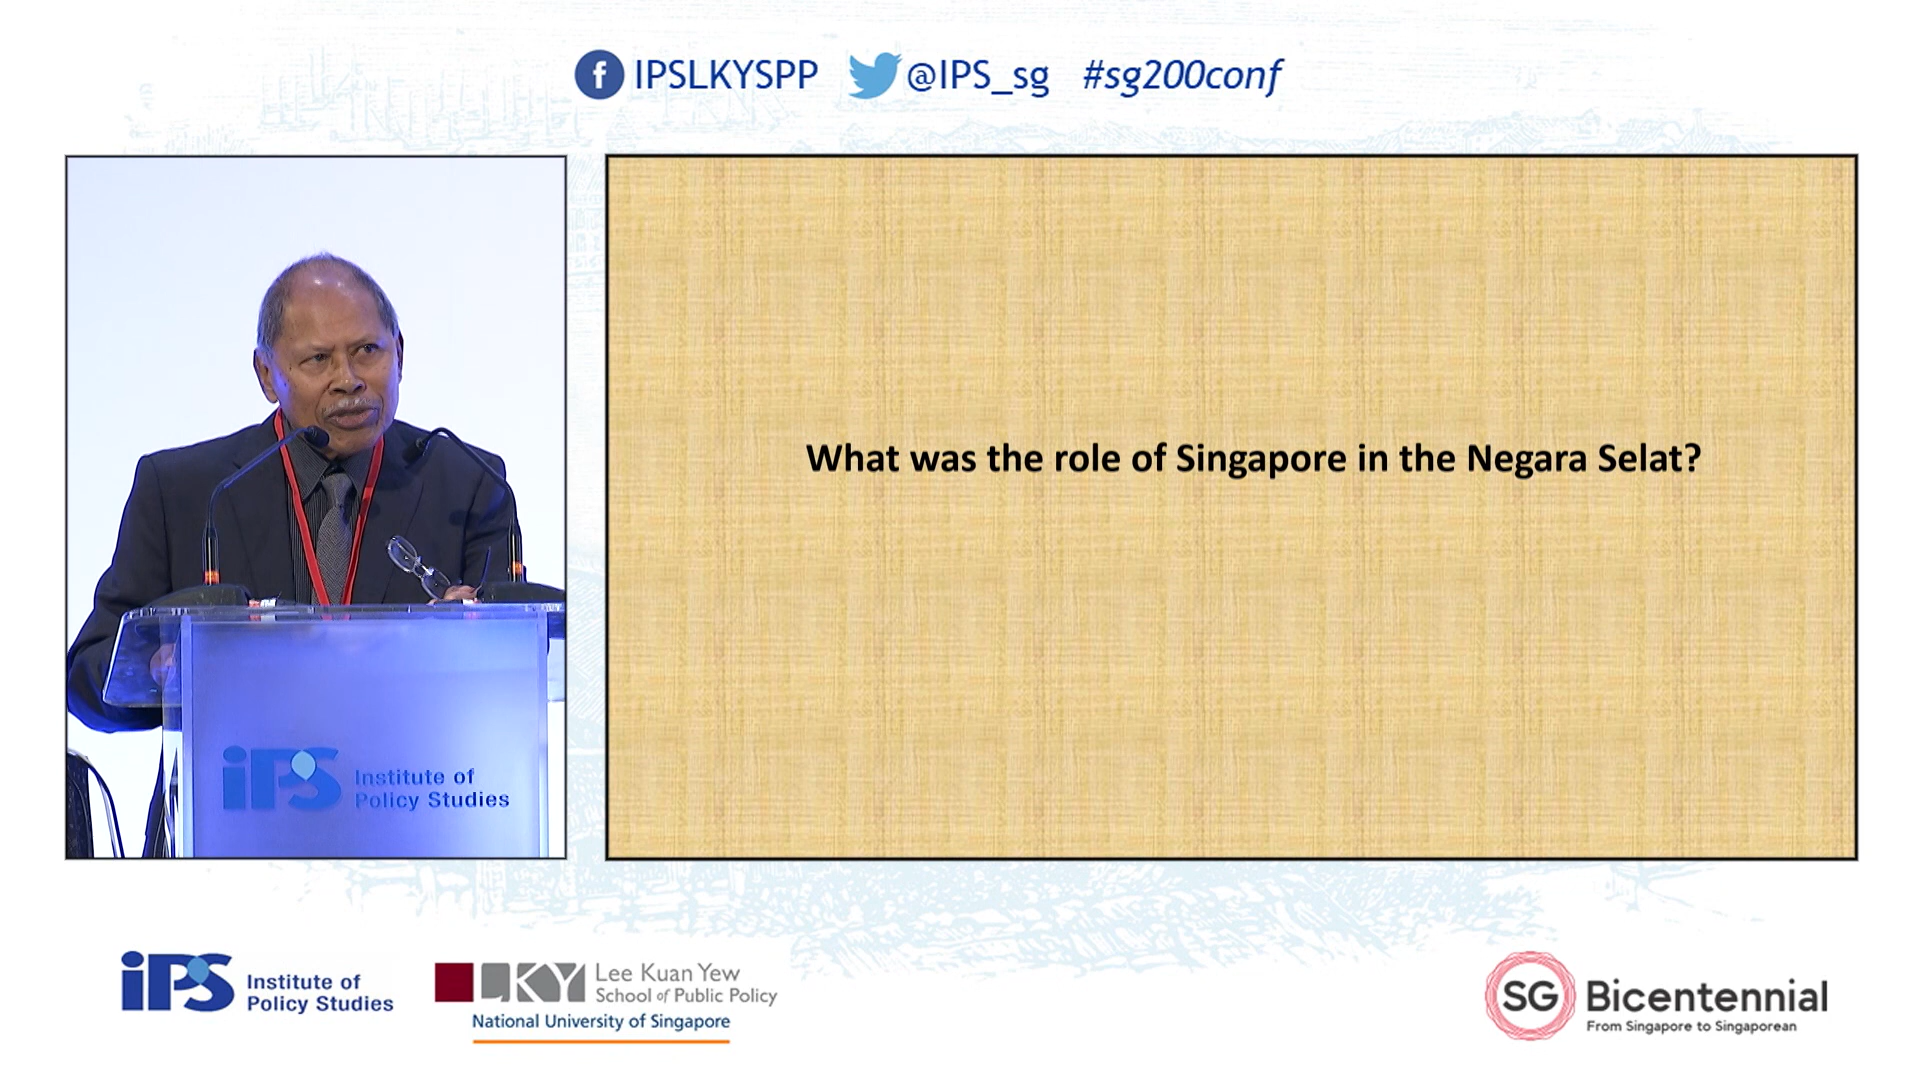 IPSLKYSPP @IPS_sg #sg200conf
What was the role of Singapore in the Negara Selat?
iPS Institute of
Policy Studies
iPS Institute of
Policy Studies
LKY Lee Kuan Yew
School of Public Policy
National University of Singapore
SG Bicentennial
From Singapore to Singaporean